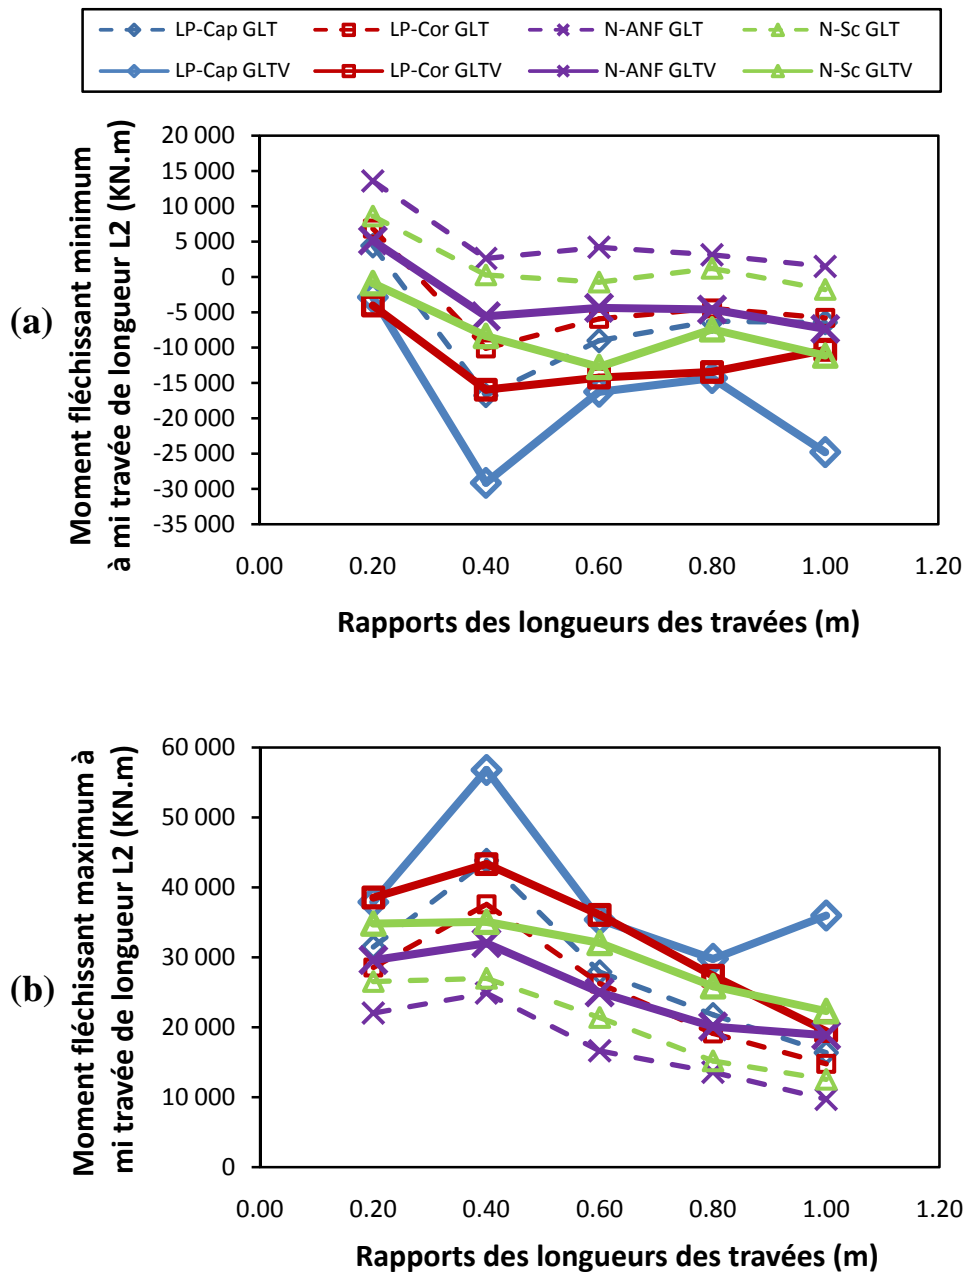 LP-Cap GLT LP-Cor GLT N-ANF GLT N-Sc GLT
LP-Cap GLTV LP-Cor GLTV N-ANF GLTV N-Sc GLTV
(a)
Moment fléchissant minimum
à mi travée de longueur L2 (KN.m)
20 000
15 000
10 000
5 000
0
-5 000
-10 000
-15 000
-20 000
-25 000
-30 000
-35 000
0.00 0.20 0.40 0.60 0.80 1.00 1.20
Rapports des longueurs des travées (m)
(b)
Moment fléchissant maximum à
mi travée de longueur L2 (KN.m)
60 000
50 000
40 000
30 000
20 000
10 000
0
0.00 0.20 0.40 0.60 0.80 1.00 1.20
Rapports des longueurs des travées (m)